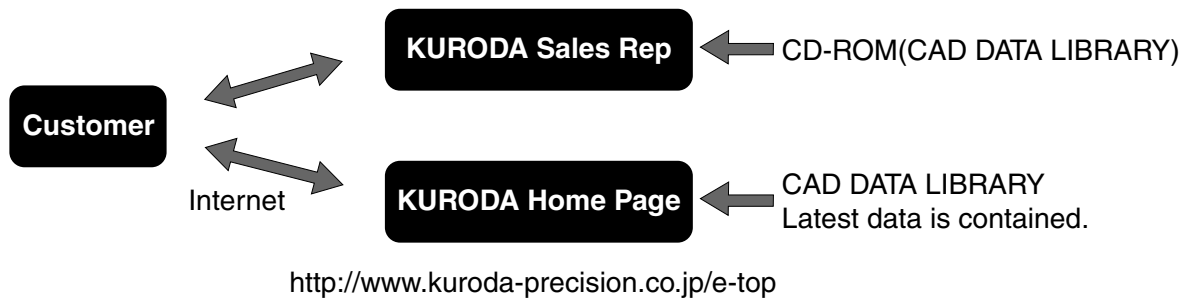 KURODA Sales Rep
CD-ROM(CAD DATA LIBRARY)
Customer
Internet
KURODA Home Page
CAD DATA LIBRARY
Latest data is contained.
http://www.kuroda-precision.co.jp/e-top